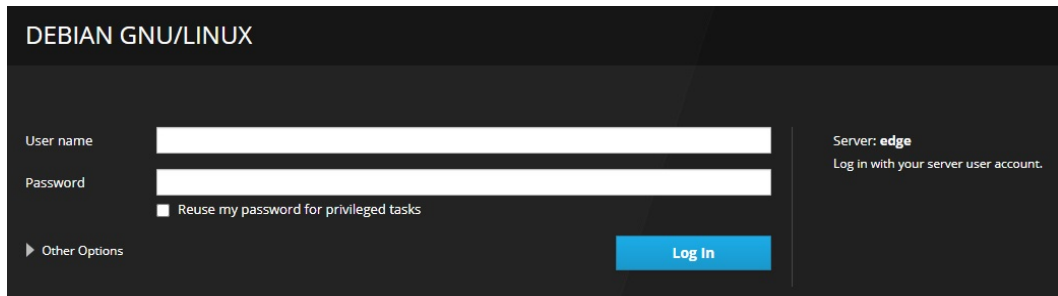 DEBIAN GNU/LINUX
User name
Password
Reuse my password for privileged tasks
Other Options
Log In
Server: edge
Log in with your server user account.